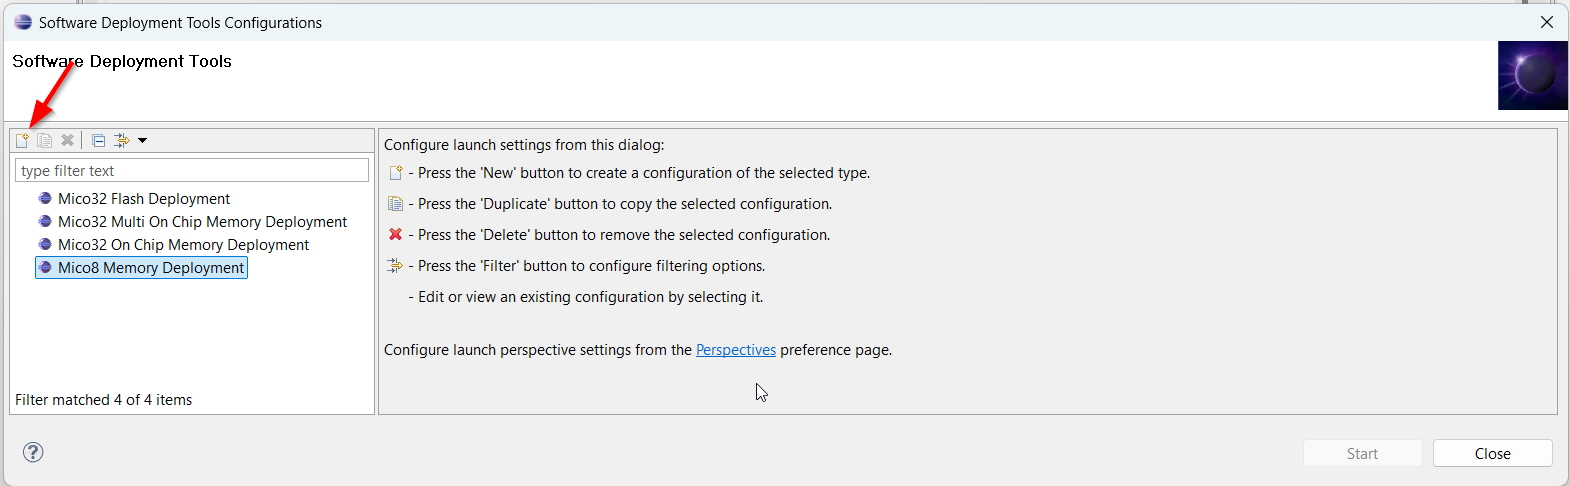 Software Deployment Tools Configurations
Software Deployment Tools
type filter text
Mico32 Flash Deployment
Mico32 Multi On Chip Memory Deployment
Mico32 On Chip Memory Deployment
Mico8 Memory Deployment
Filter matched 4 of 4 items
Configure launch settings from this dialog:
- Press the 'New' button to create a configuration of the selected type.
- Press the 'Duplicate' button to copy the selected configuration.
- Press the 'Delete' button to remove the selected configuration.
- Press the 'Filter' button to configure filtering options.
- Edit or view an existing configuration by selecting it.
Configure launch perspective settings from the Perspectives preference page.
?
Start
Close